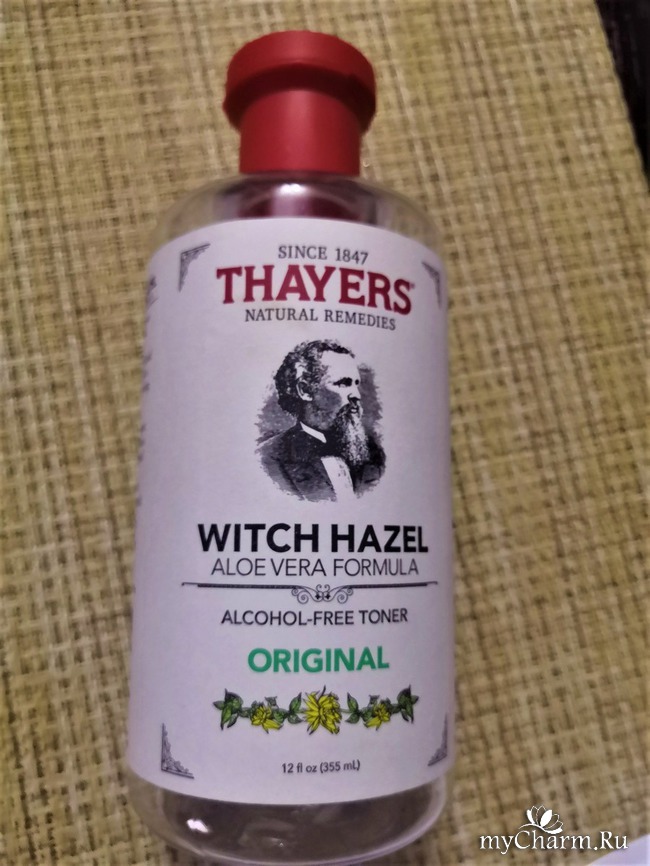 SINCE 1847
THAYERS®
NATURAL REMEDIES
WITCH HAZEL
ALOE VERA FORMULA
ALCOHOL-FREE TONER
ORIGINAL
12 fl oz (355 mL)
myCharm.Ru